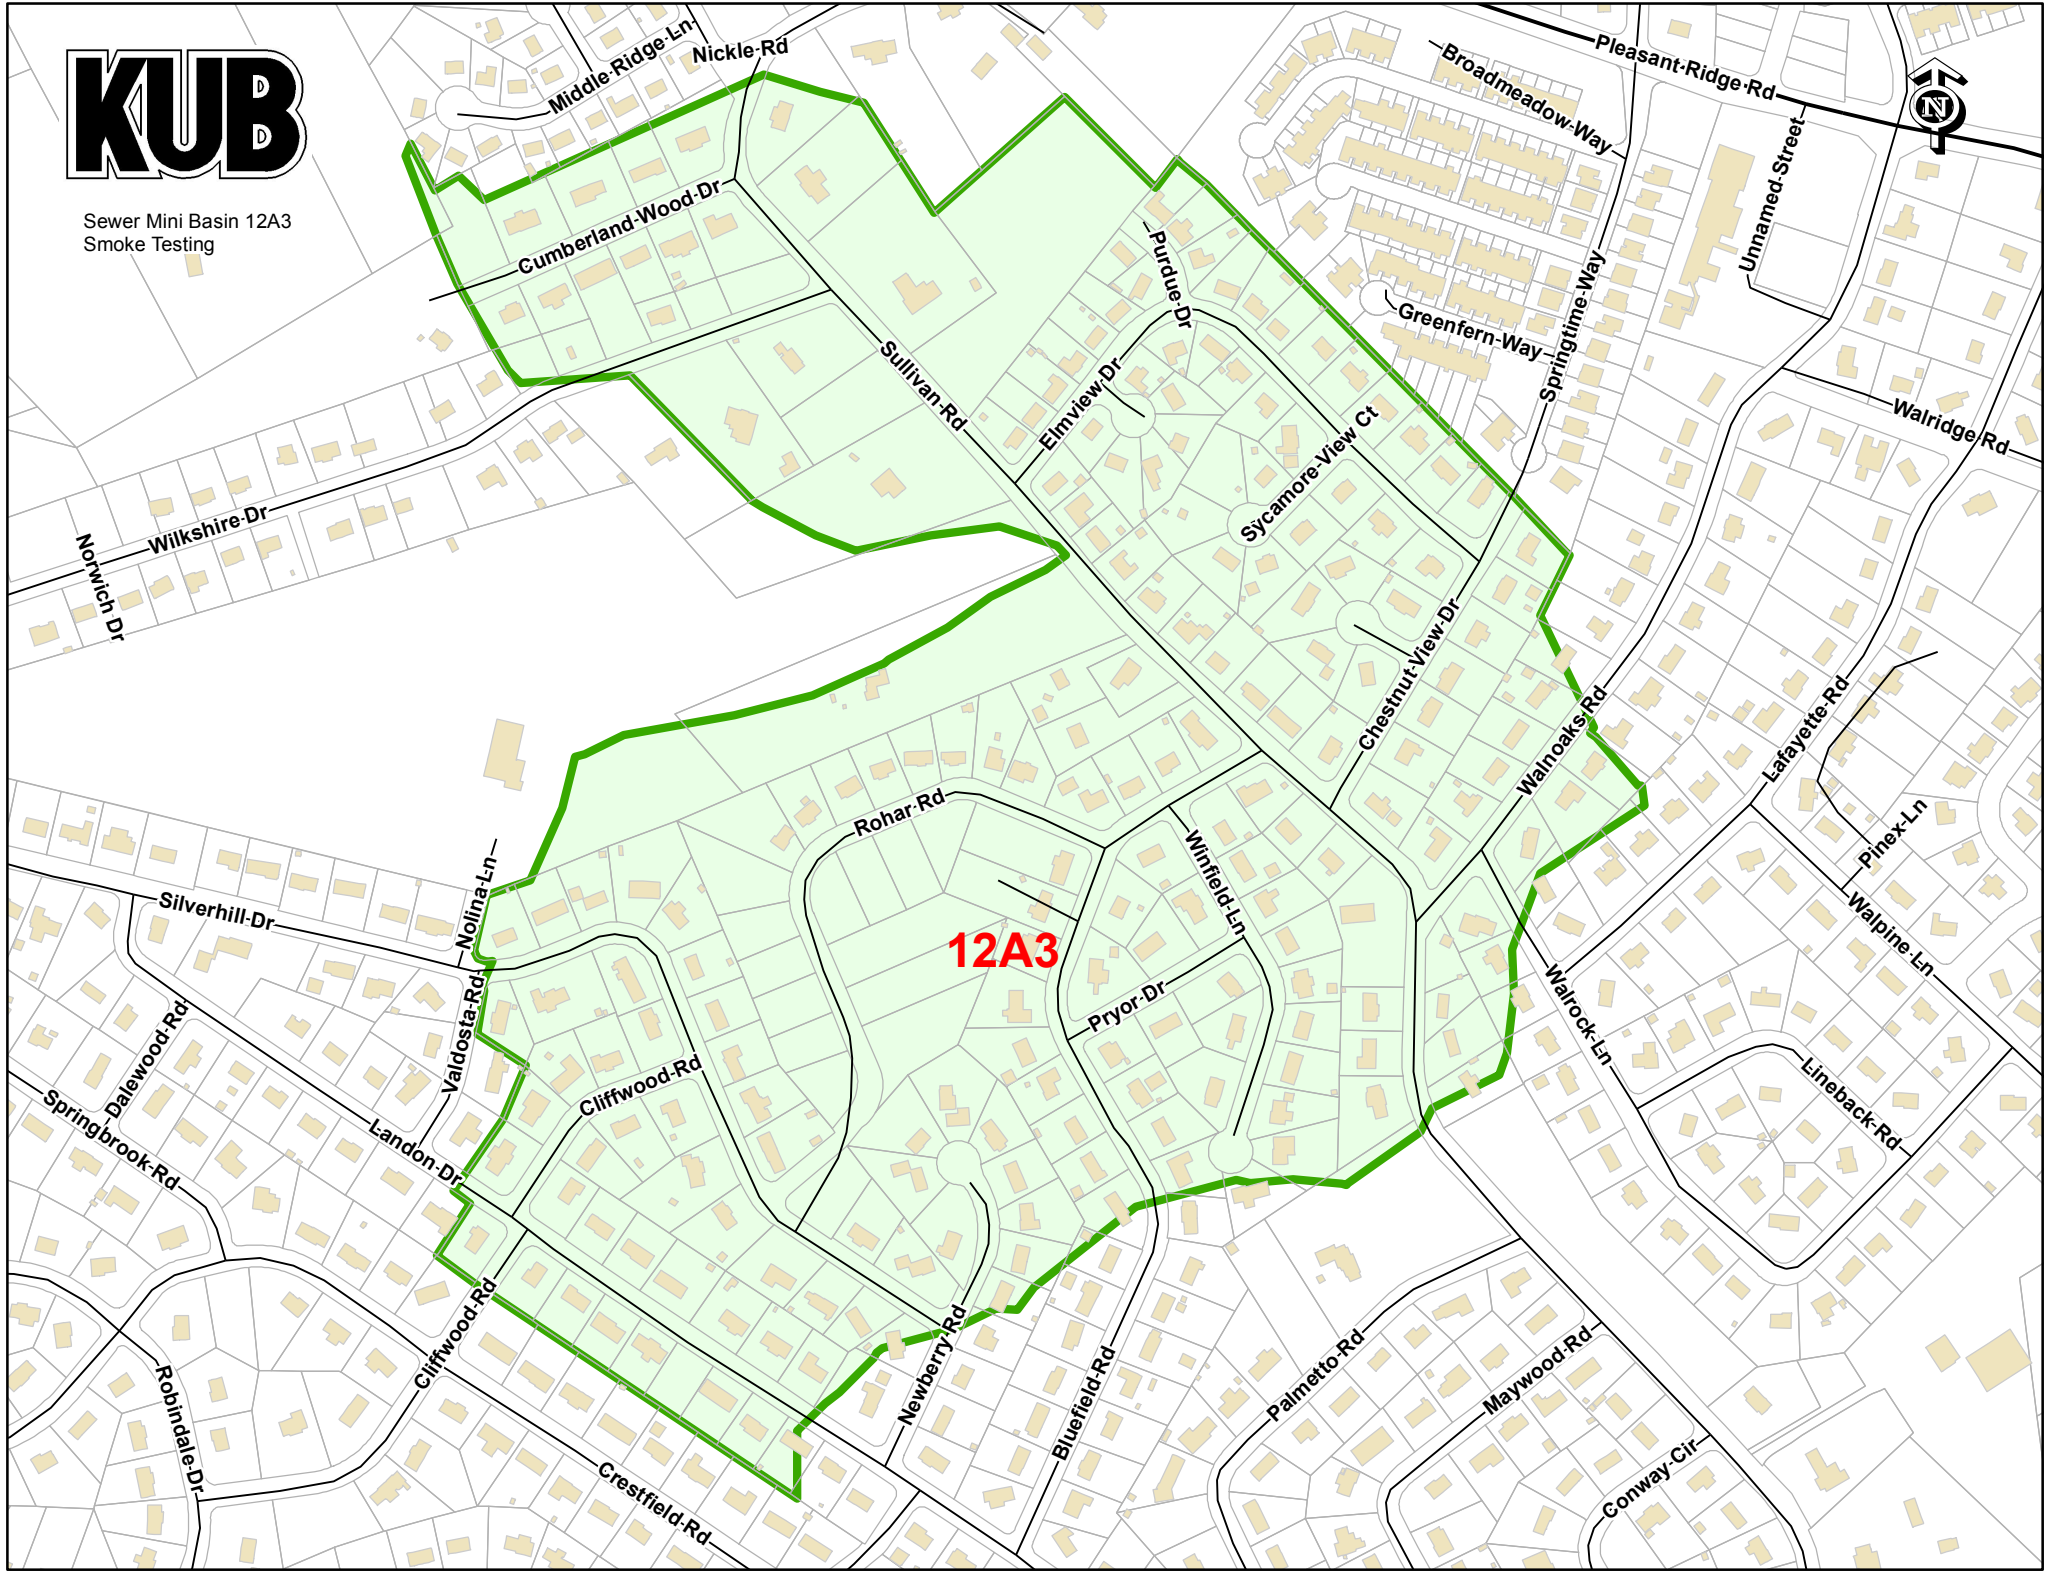 KUB
Sewer Mini Basin 12A3
Smoke Testing
Middle Ridge Ln
Nickle Rd
Pleasant Ridge Rd
Broadmeadow Way
N
Unnamed Street
Cumberland Wood Dr
Purdue Dr
Greenfern Way
Springtime Way
Sullivan Rd
Elmview Dr
Sycamore View Ct
Walridge Rd
Wilkshire Dr
Norwich Dr
Chestnut View Dr
Walnoaks Rd
Lafayette Rd
Rohar Rd
Winfield Ln
Pinex Ln
Silverhill Dr
Nolina Ln
12A3
Walpine Ln
Valdosta Rd
Pryor Dr
Walrock Ln
Dalewood Rd
Cliffwood Rd
Lineback Rd
Springbrook Rd
Landon Dr
Cliffwood Rd
Newberry Rd
Bluefield Rd
Palmetto Rd
Maywood Rd
Robindale Dr
Crestfield Rd
Conway Cir